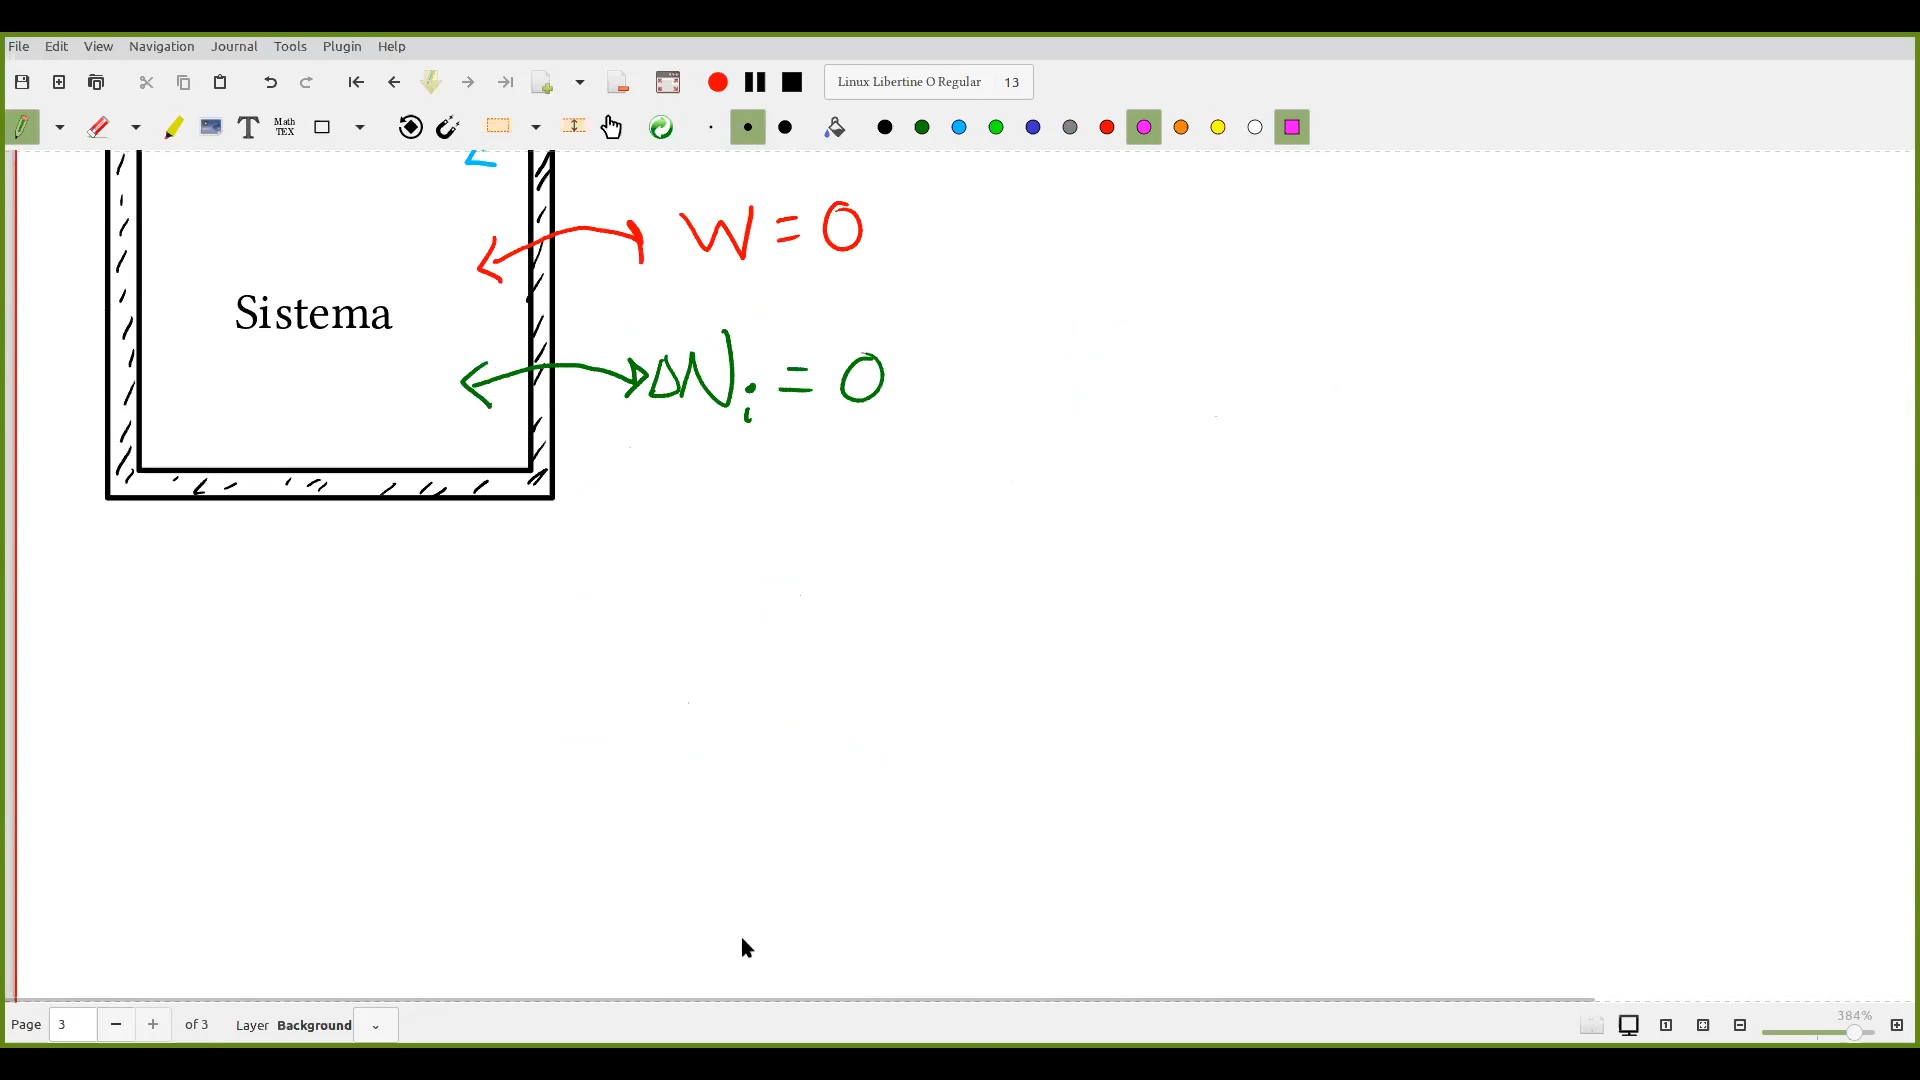 File Edit View Navigation Journal Tools Plugin Help
Linux Libertine O Regular 13
T Math TEX
W = 0
Sistema
ΔNi = 0
384%
Page 3 of 3 Layer Background